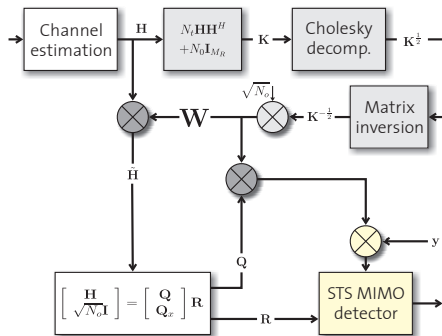 Channel estimation
H
N_t HH^H + N_0 I_{M_R}
K
Cholesky decomp.
K^{1/2}
√N_o
W
K^{-1/2}
Matrix inversion
H̃
Q
y
[ H √N_o I ] = [ Q Q_x ] R
R
STS MIMO detector